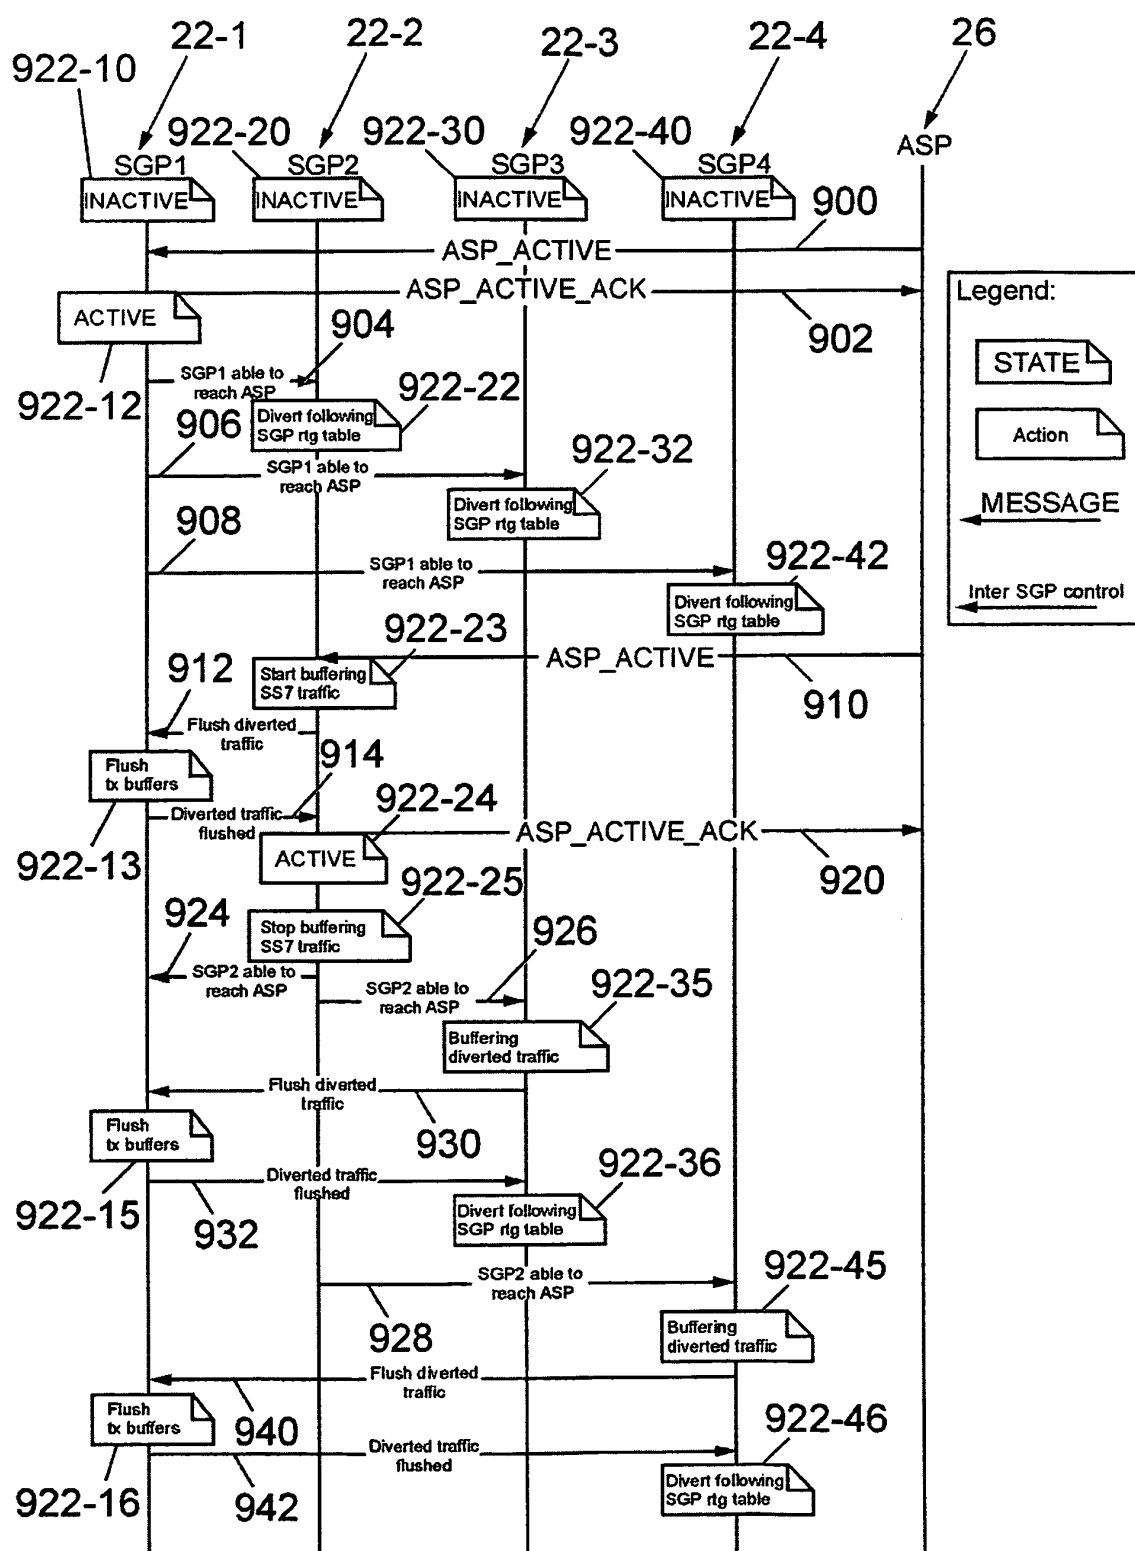 22-1
22-2
22-3
22-4
26
922-10
922-20
922-30
922-40
SGP1
SGP2
SGP3
SGP4
ASP
INACTIVE
INACTIVE
INACTIVE
INACTIVE
900
ASP_ACTIVE
ASP_ACTIVE_ACK
902
ACTIVE
922-12
904
SGP1 able to
reach ASP
922-22
Divert following
SGP rtg table
906
SGP1 able to
reach ASP
922-32
Divert following
SGP rtg table
908
SGP1 able to
reach ASP
922-42
Divert following
SGP rtg table
Legend:
STATE
Action
MESSAGE
Inter SGP control
922-23
ASP_ACTIVE
910
Start buffering
SS7 traffic
912
Flush diverted
traffic
Flush
tx buffers
922-13
914
Diverted traffic
flushed
922-24
ASP_ACTIVE_ACK
920
ACTIVE
922-25
Stop buffering
SS7 traffic
924
SGP2 able to
reach ASP
926
SGP2 able to
reach ASP
922-35
Buffering
diverted traffic
Flush diverted
traffic
930
Flush
tx buffers
922-15
Diverted traffic
flushed
932
922-36
Divert following
SGP rtg table
SGP2 able to
reach ASP
928
922-45
Buffering
diverted traffic
Flush diverted
traffic
940
Flush
tx buffers
922-16
Diverted traffic
flushed
942
922-46
Divert following
SGP rtg table